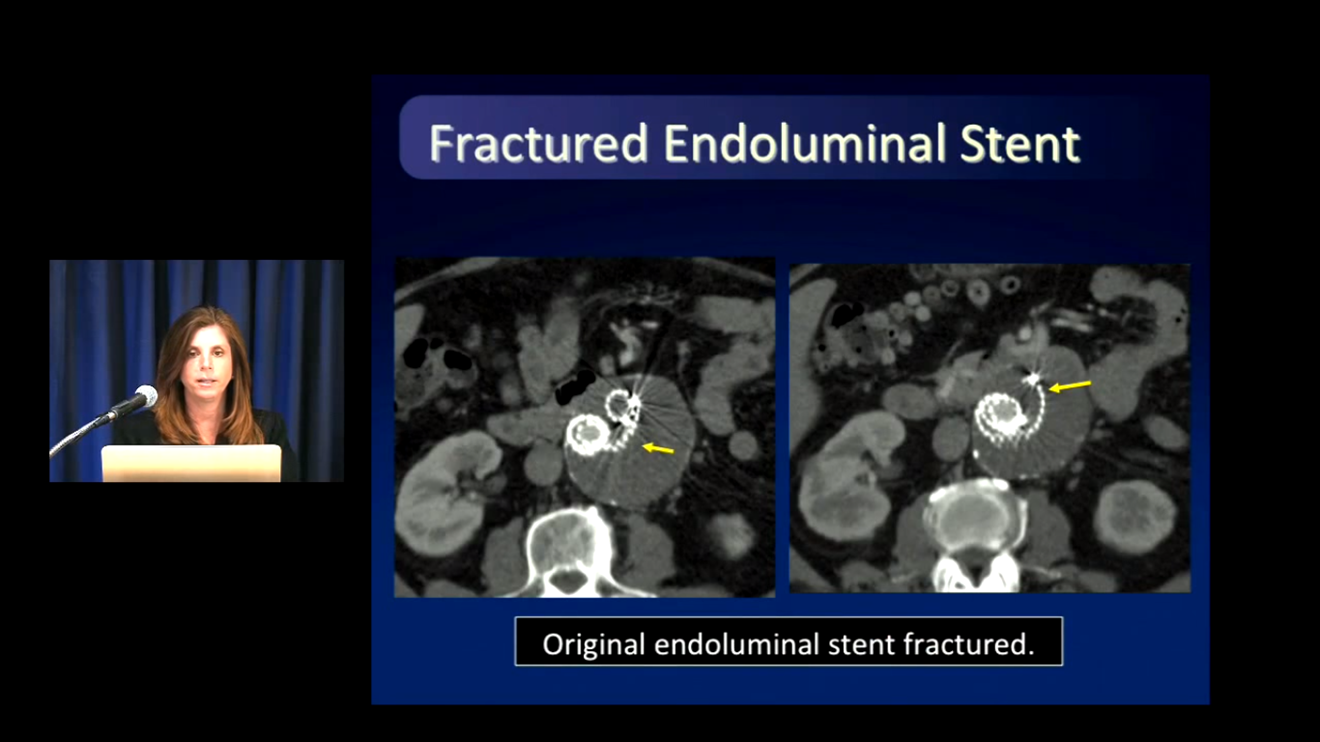 Fractured Endoluminal Stent
Original endoluminal stent fractured.